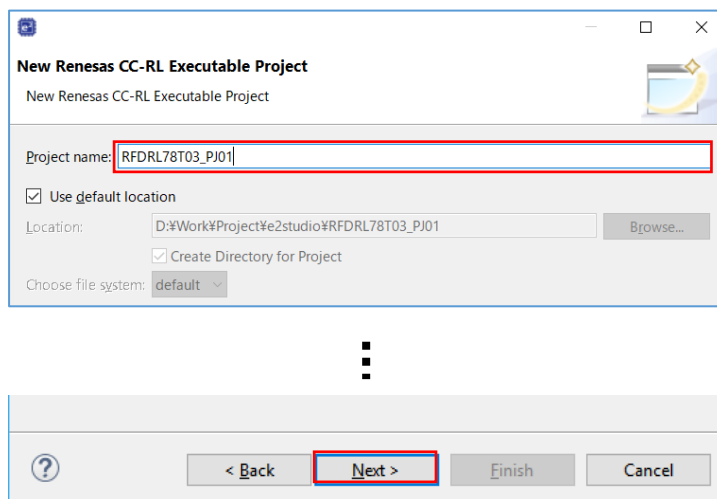 New Renesas CC-RL Executable Project
New Renesas CC-RL Executable Project
Project name: RFDRL78T03_PJ01
Use default location
Location: D:¥Work¥Project¥e2studio¥RFDRL78T03_PJ01 Browse...
Create Directory for Project
Choose file system: default
? < Back Next > Finish Cancel